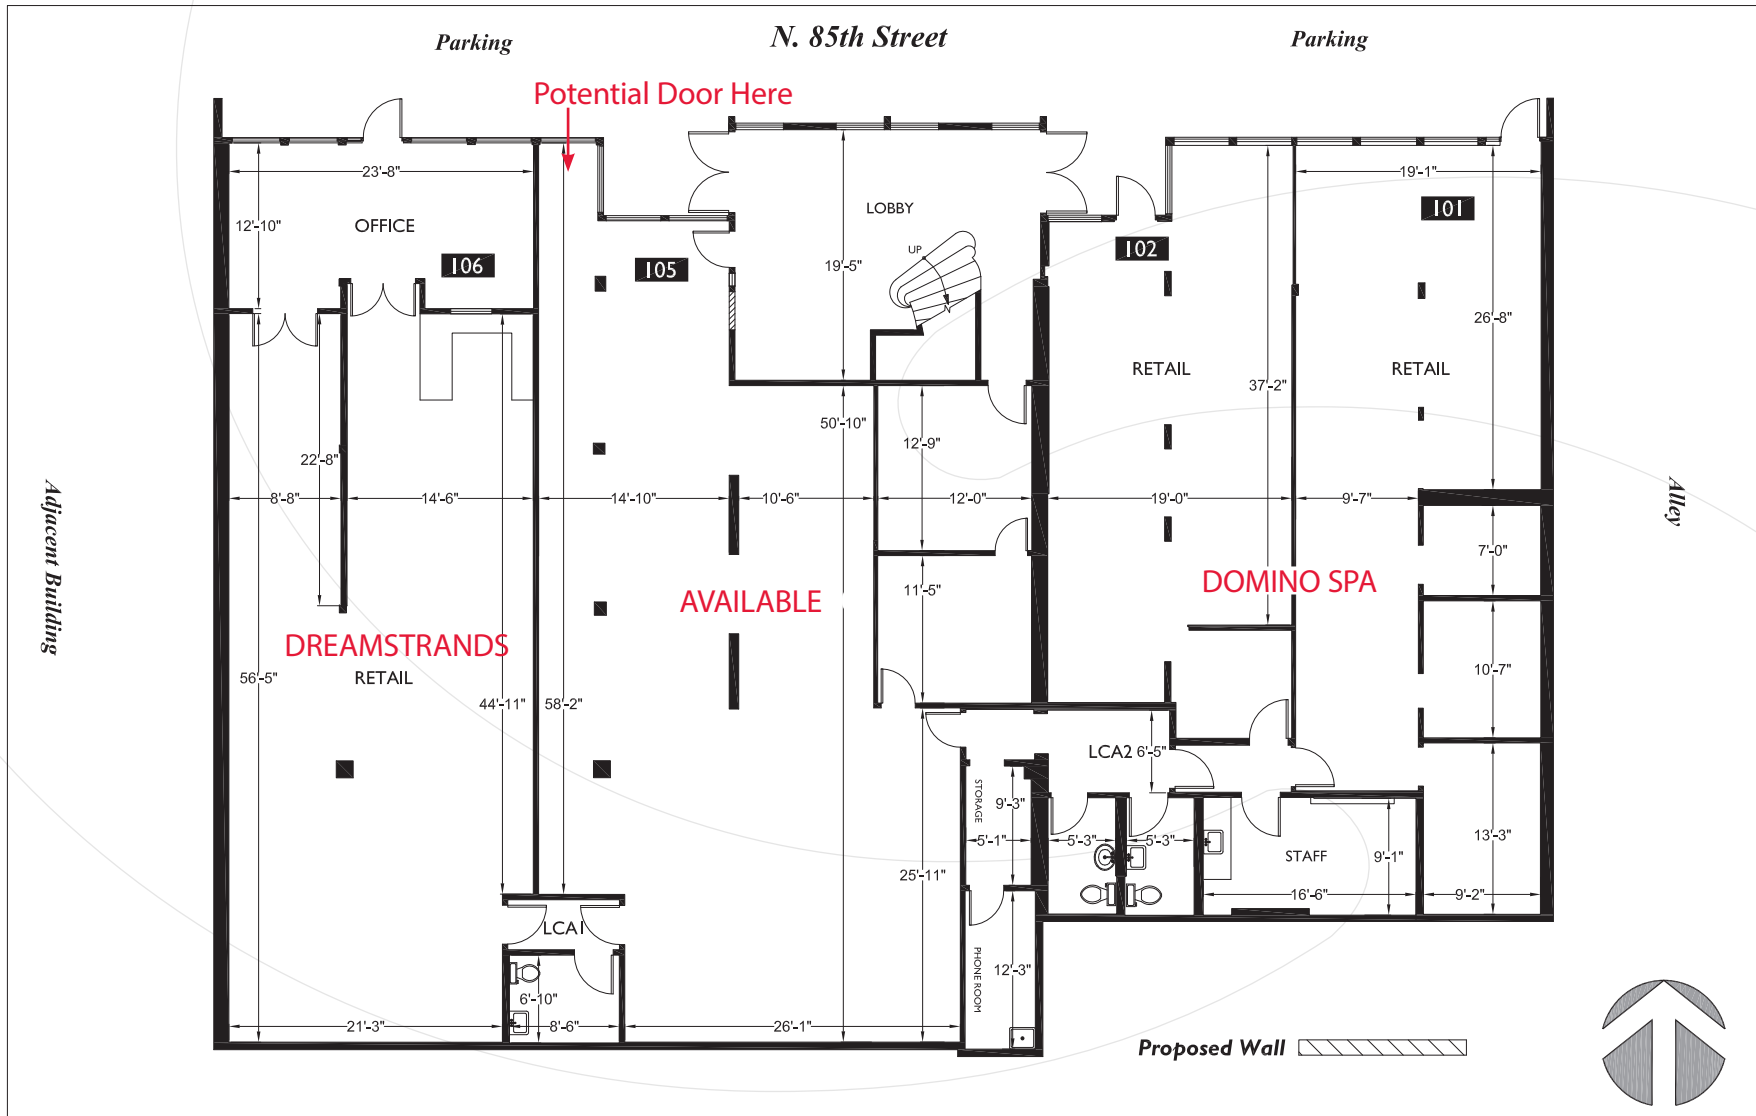 Parking
N. 85th Street
Parking
Potential Door Here
23'-8"
19'-1"
LOBBY
101
12'-10"
OFFICE
102
UP
106
105
19'-5"
26'-8"
RETAIL
37'-2"
RETAIL
50'-10"
12'-9"
22'-8"
8'-8"
14'-6"
14'-10"
10'-6"
12'-0"
19'-0"
9'-7"
Adjacent Building
Alley
7'-0"
11'-5"
AVAILABLE
DOMINO SPA
DREAMSTRANDS
RETAIL
56'-5"
44'-11"
58'-2"
10'-7"
LCA2
6'-5"
STORAGE
9'-3"
5'-1"
5'-3"
5'-3"
13'-3"
STAFF
9'-1"
25'-11"
16'-6"
9'-2"
LCA1
PHONE ROOM
12'-3"
6'-10"
21'-3"
8'-6"
26'-1"
Proposed Wall